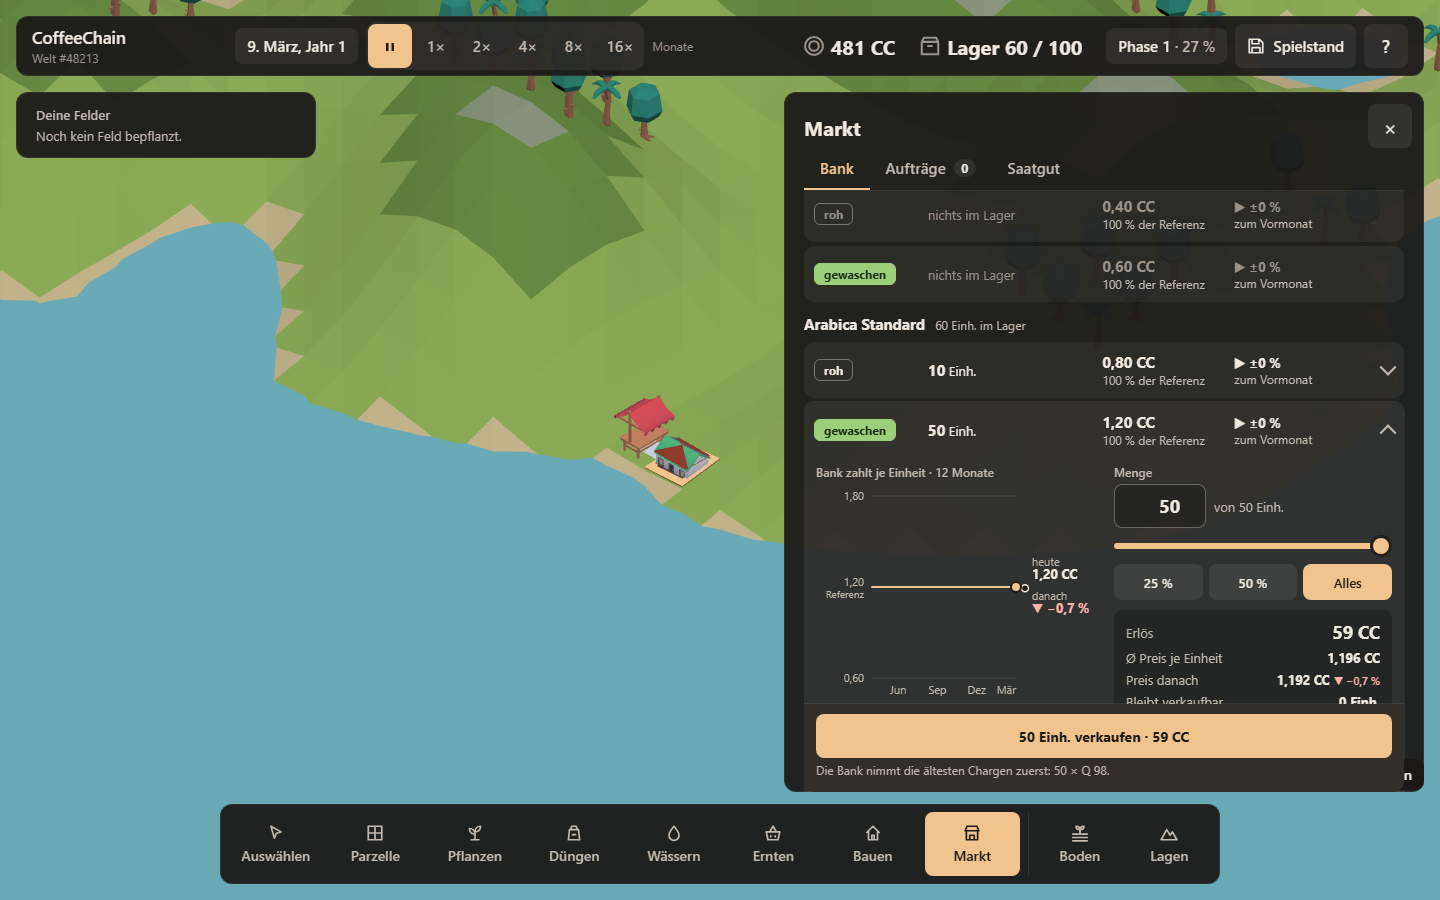 CoffeeChain
Welt #48213
9. März, Jahr 1
1× 2× 4× 8× 16× Monate
481 CC
Lager 60 / 100
Phase 1 · 27 %
Spielstand
?
Deine Felder
Noch kein Feld bepflanzt.
Markt
×
Bank Aufträge 0 Saatgut
roh nichts im Lager 0,40 CC ▶ ±0 %
100 % der Referenz zum Vormonat
gewaschen nichts im Lager 0,60 CC ▶ ±0 %
100 % der Referenz zum Vormonat
Arabica Standard 60 Einh. im Lager
roh 10 Einh. 0,80 CC ▶ ±0 %
100 % der Referenz zum Vormonat
gewaschen 50 Einh. 1,20 CC ▶ ±0 %
100 % der Referenz zum Vormonat
Bank zahlt je Einheit · 12 Monate
1,80
1,20
Referenz
0,60
heute
1,20 CC
danach
▼ −0,7 %
Jun Sep Dez Mär
Menge
50 von 50 Einh.
25 % 50 % Alles
Erlös 59 CC
Ø Preis je Einheit 1,196 CC
Preis danach 1,192 CC ▼ −0,7 %
Bleibt verkaufbar 0 Einh.
50 Einh. verkaufen · 59 CC
Die Bank nimmt die ältesten Chargen zuerst: 50 × Q 98.
Auswählen Parzelle Pflanzen Düngen Wässern Ernten Bauen Markt Boden Lagen